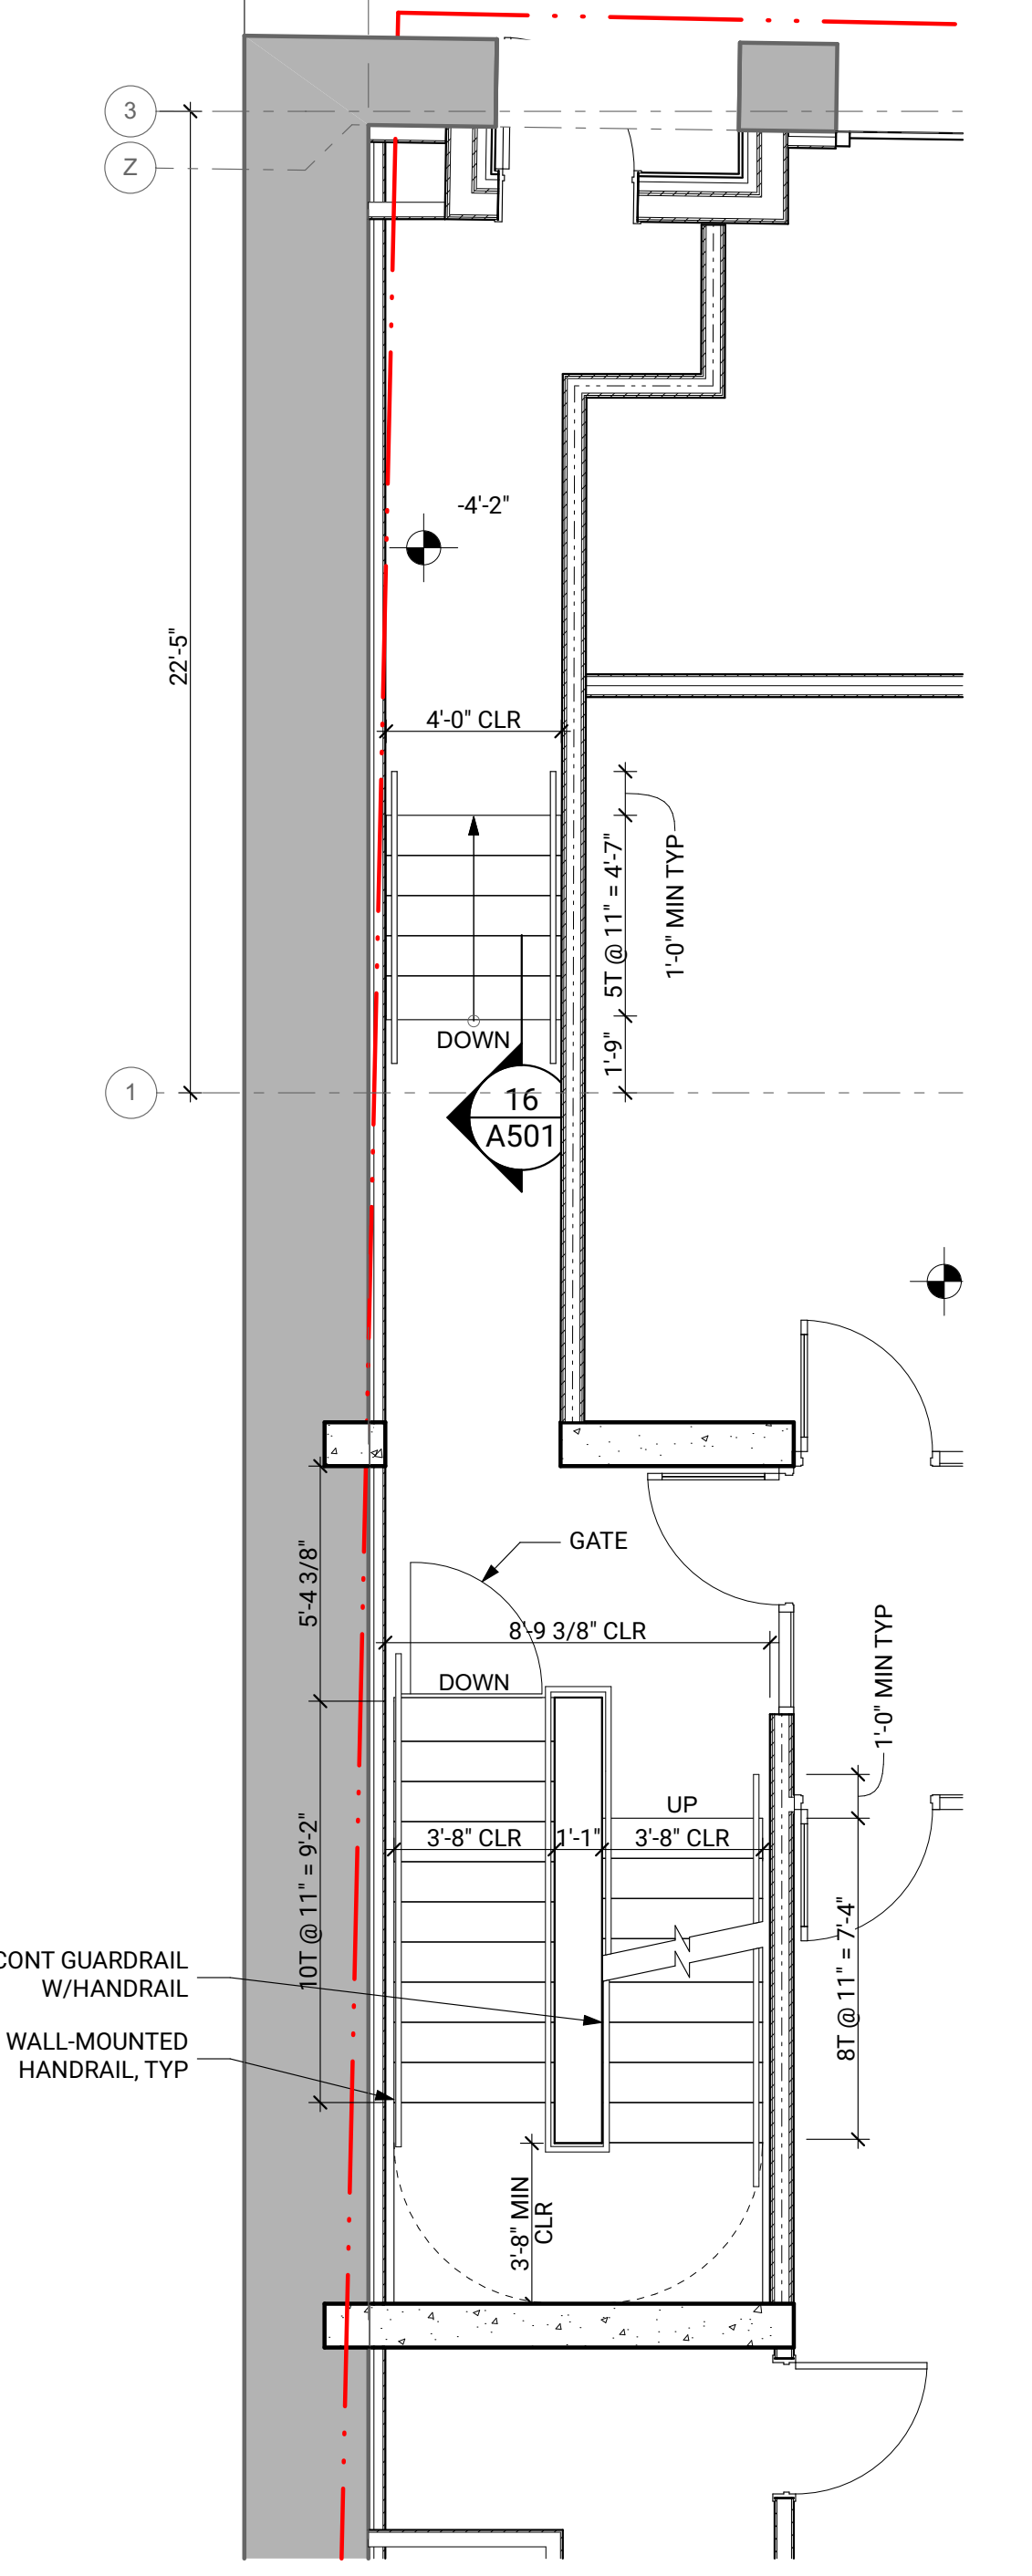 3
Z
-4'-2"
22'-5"
4'-0" CLR
5T @ 11" = 4'-7"
1'-0" MIN TYP
1'-9"
DOWN
1
16
A501
GATE
5'-4 3/8"
8'-9 3/8" CLR
1'-0" MIN TYP
DOWN
UP
3'-8" CLR
1'-1"
3'-8" CLR
10T @ 11" = 9'-2"
8T @ 11" = 7'-4"
CONT GUARDRAIL
W/HANDRAIL
WALL-MOUNTED
HANDRAIL, TYP
3'-8" MIN
CLR